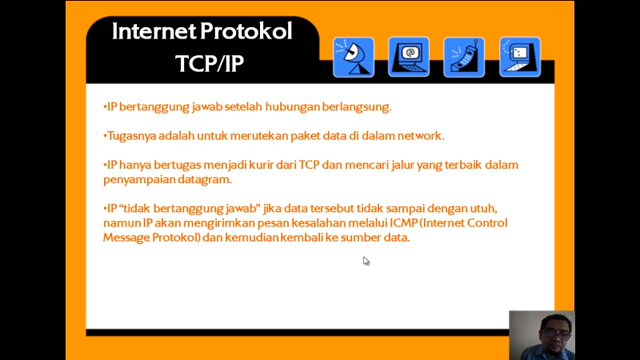 Internet Protokol
TCP/IP
•IP bertanggung jawab setelah hubungan berlangsung.
•Tugasnya adalah untuk merutekan paket data di dalam network.
•IP hanya bertugas menjadi kurir dari TCP dan mencari jalur yang terbaik dalam
penyampaian datagram.
•IP “tidak bertanggung jawab” jika data tersebut tidak sampai dengan utuh,
namun IP akan mengirimkan pesan kesalahan melalui ICMP (Internet Control
Message Protokol) dan kemudian kembali ke sumber data.